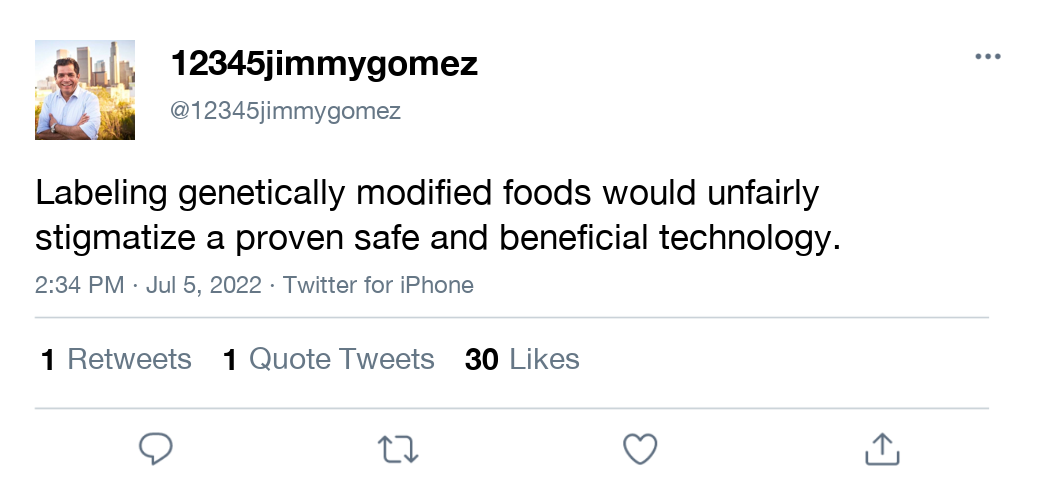 12345jimmygomez
@12345jimmygomez
Labeling genetically modified foods would unfairly
stigmatize a proven safe and beneficial technology.
2:34 PM · Jul 5, 2022 · Twitter for iPhone
1 Retweets 1 Quote Tweets 30 Likes